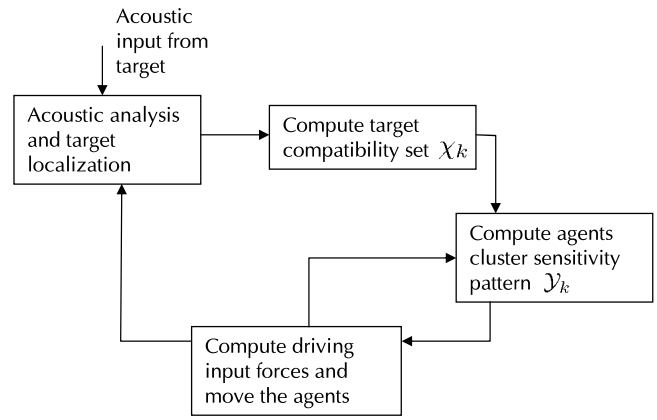 Acoustic
input from
target
Acoustic analysis
and target
localization
Compute target
compatibility set χk
Compute agents
cluster sensitivity
pattern 𝒴k
Compute driving
input forces and
move the agents